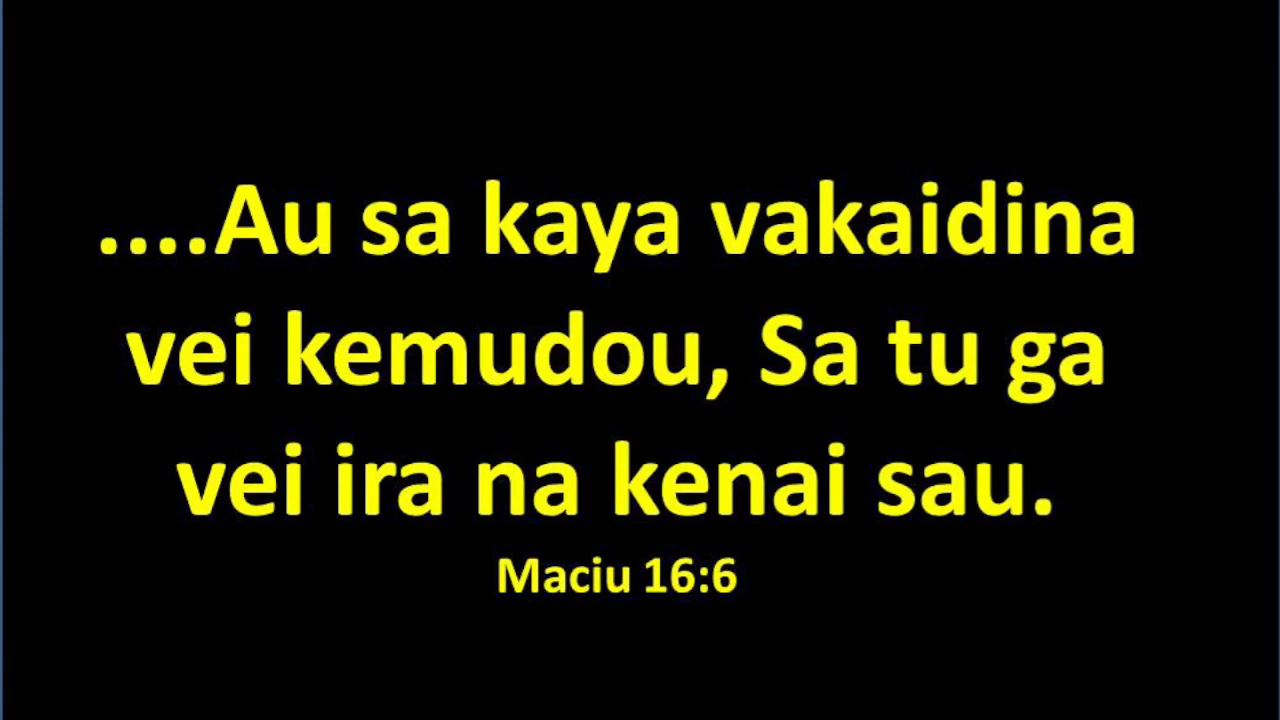 ....Au sa kaya vakaidina
vei kemudou, Sa tu ga
vei ira na kenai sau.
Maciu 16:6